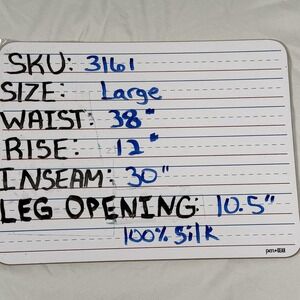 SKU: 3161
SIZE: Large
WAIST: 38"
RISE: 12"
INSEAM: 30"
LEG OPENING: 10.5"
100% Silk